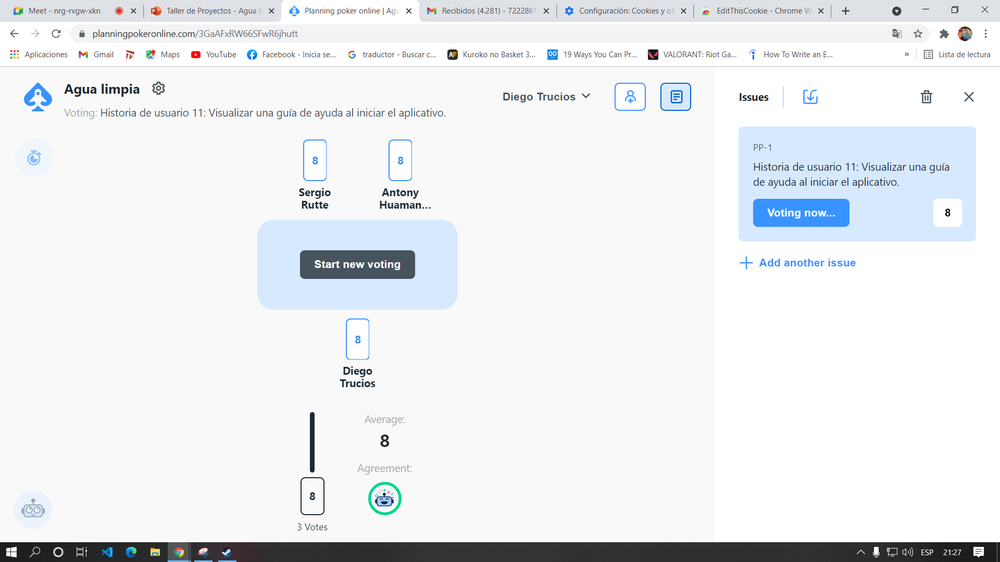 Meet - nrg-rvgw-xkn
Taller de Proyectos - Agua li
Planning poker online | Agu
Recibidos (4.281) - 7222861
Configuración: Cookies y ot
EditThisCookie - Chrome W
planningpokeronline.com/3GaAFxRW66SFwR6jhutt
Aplicaciones
Gmail
Maps
YouTube
Facebook - Inicia se...
traductor - Buscar c...
Kuroko no Basket 3...
19 Ways You Can Pr...
VALORANT: Riot Ga...
How To Write an E...
»
Lista de lectura
Agua limpia
Voting: Historia de usuario 11: Visualizar una guía de ayuda al iniciar el aplicativo.
Diego Trucios
8
Sergio
Rutte
8
Antony
Huaman...
Start new voting
8
Diego
Trucios
8
3 Votes
Average:
8
Agreement:
Issues
PP-1
Historia de usuario 11: Visualizar una guía
de ayuda al iniciar el aplicativo.
Voting now...
8
Add another issue
ESP
21:27